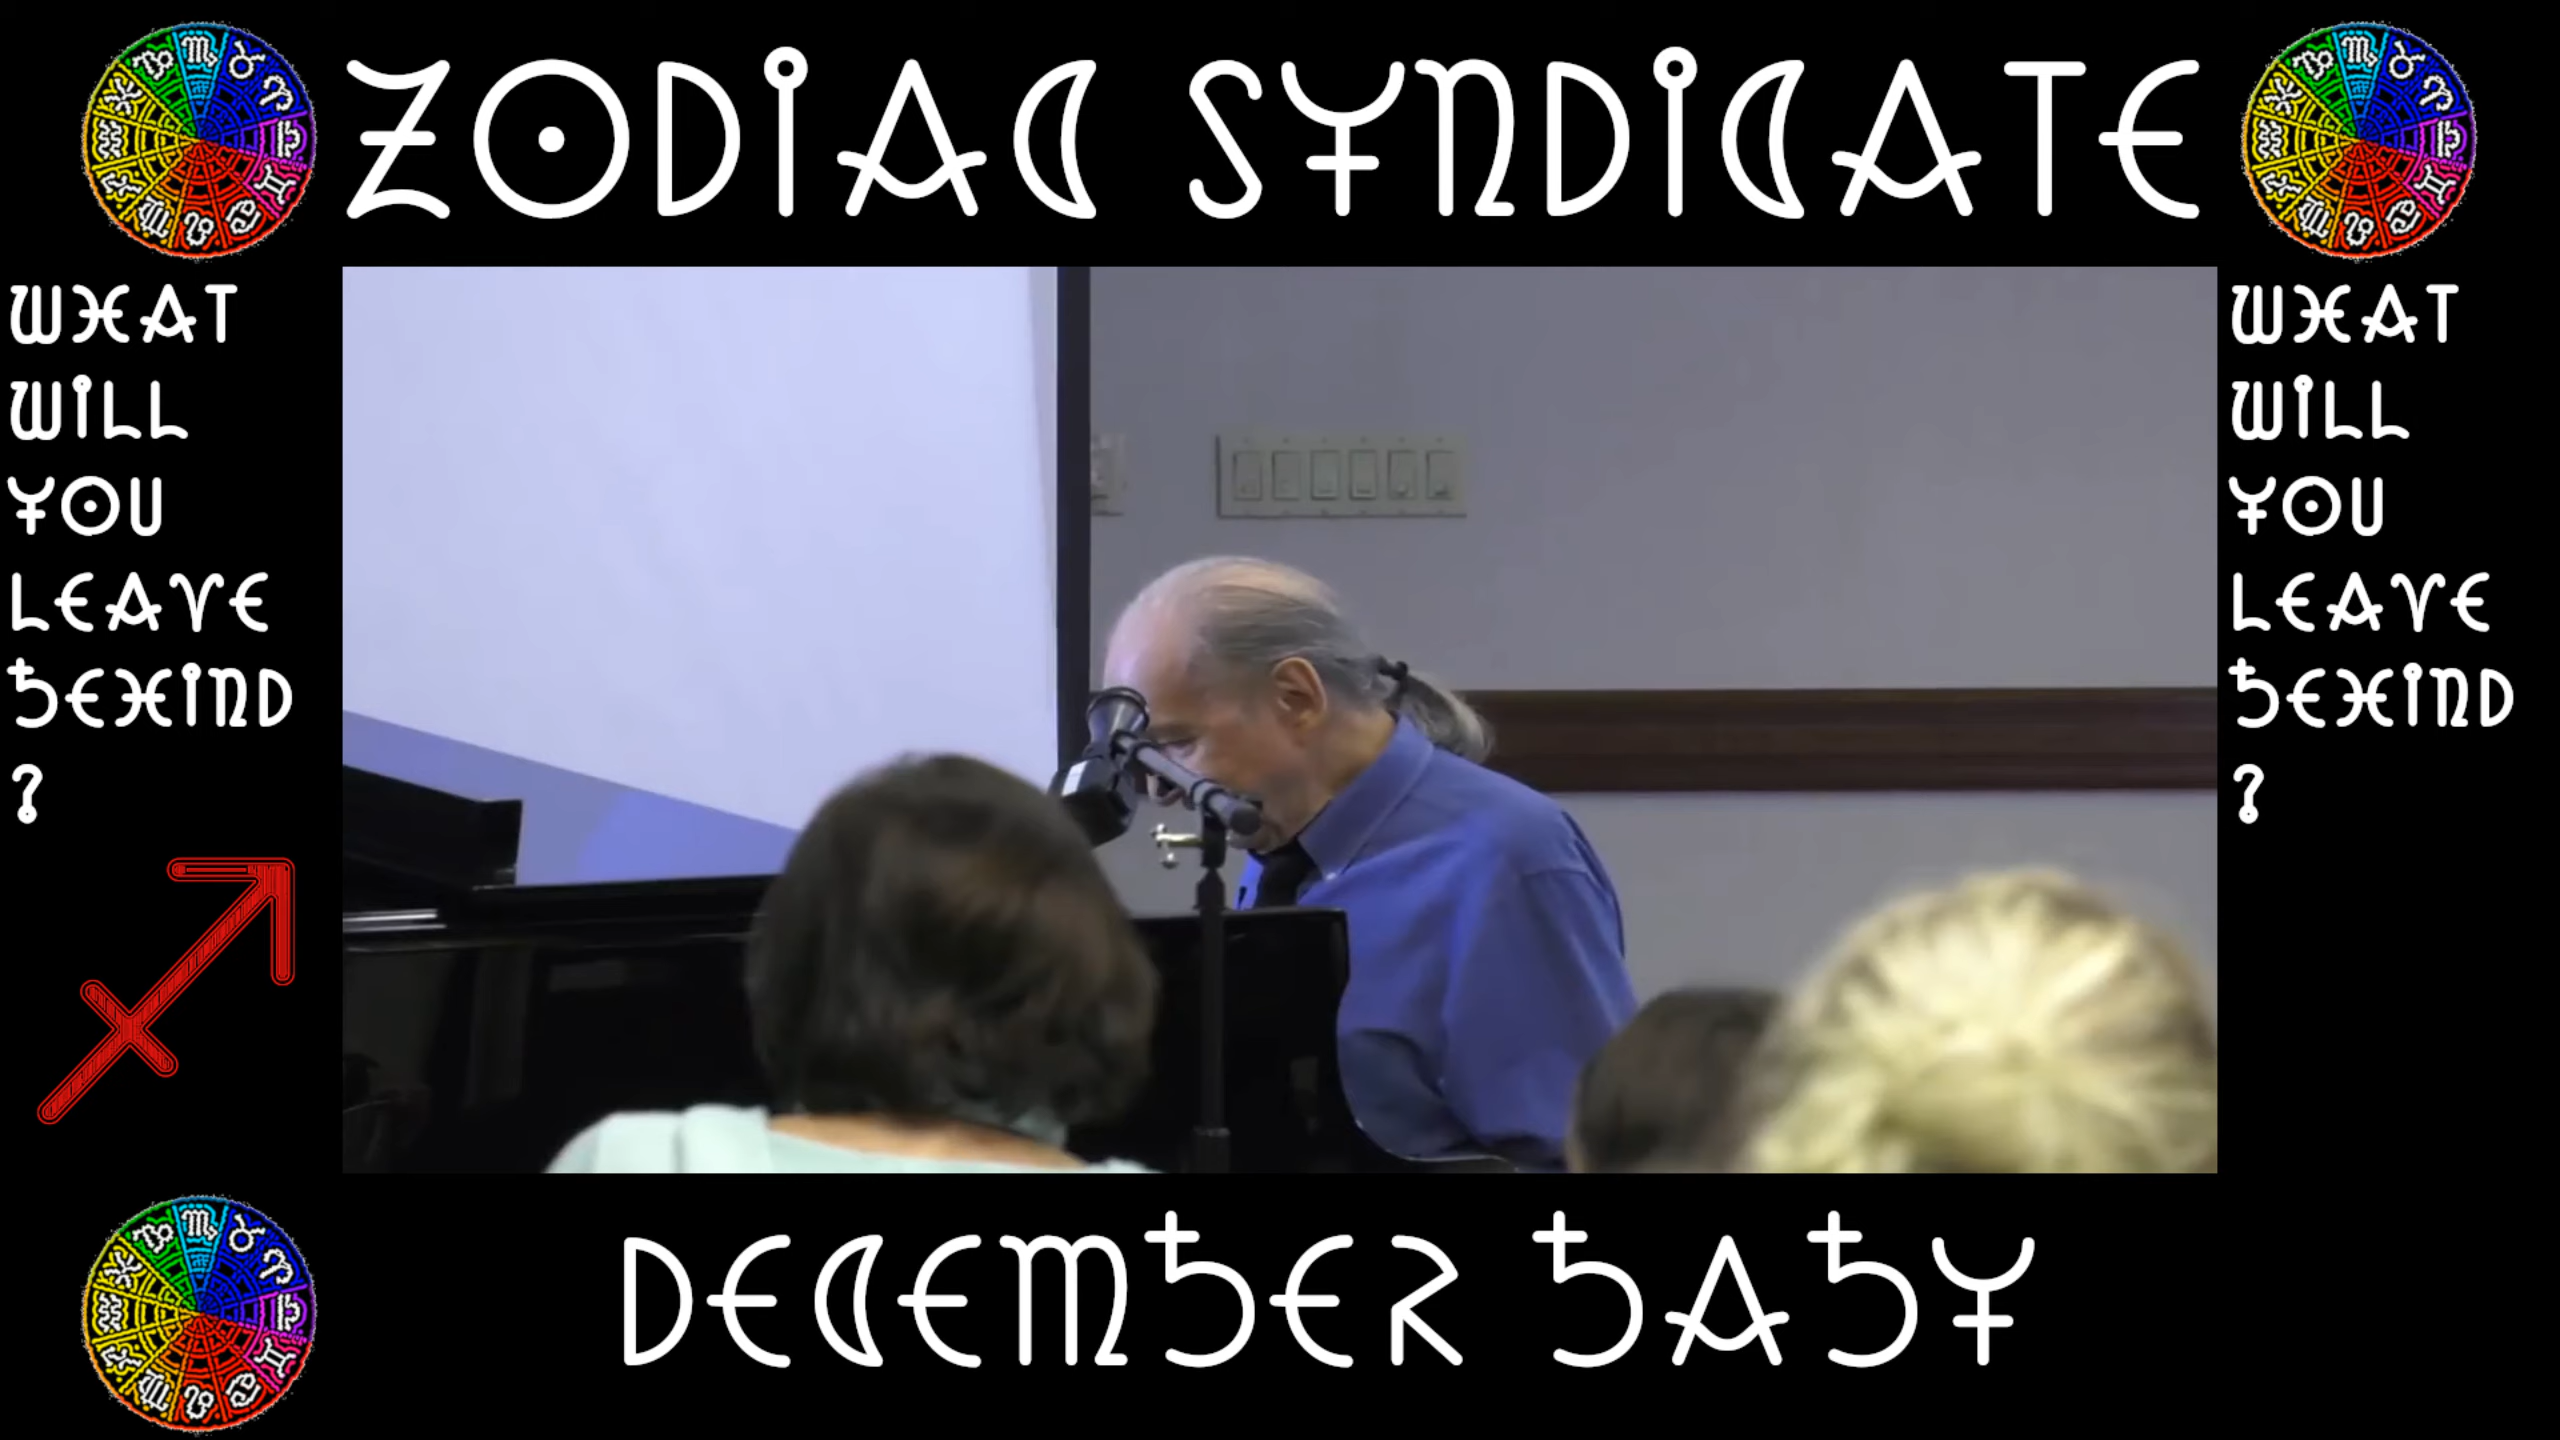 ZODIAC SYNDICATE
WHAT
WILL
YOU
LEAVE
BEHIND
?
WHAT
WILL
YOU
LEAVE
BEHIND
?
DECEMBER BABY